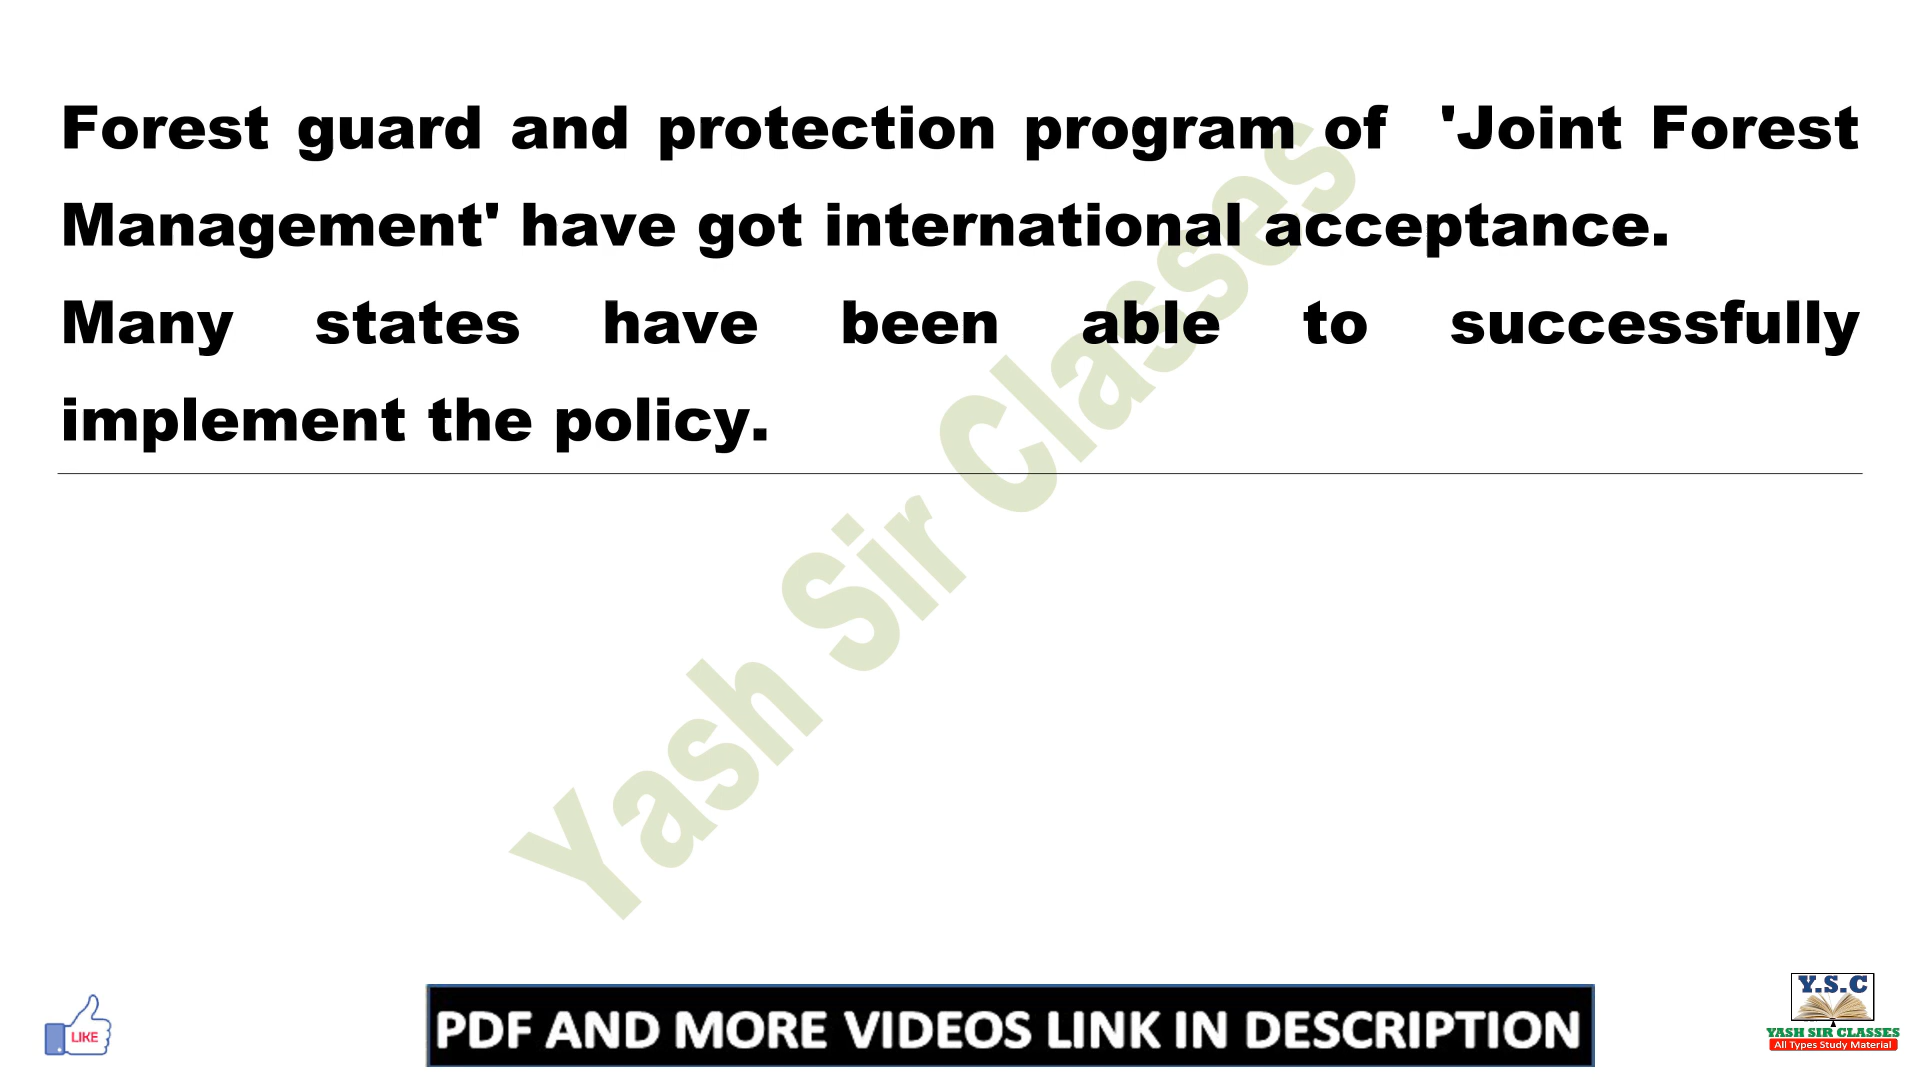 Forest guard and protection program of 'Joint Forest
Management' have got international acceptance.
Many states have been able to successfully
implement the policy.
Yash Sir Classes
LIKE
PDF AND MORE VIDEOS LINK IN DESCRIPTION
Y.S.C
YASH SIR CLASSES
All Types Study Material